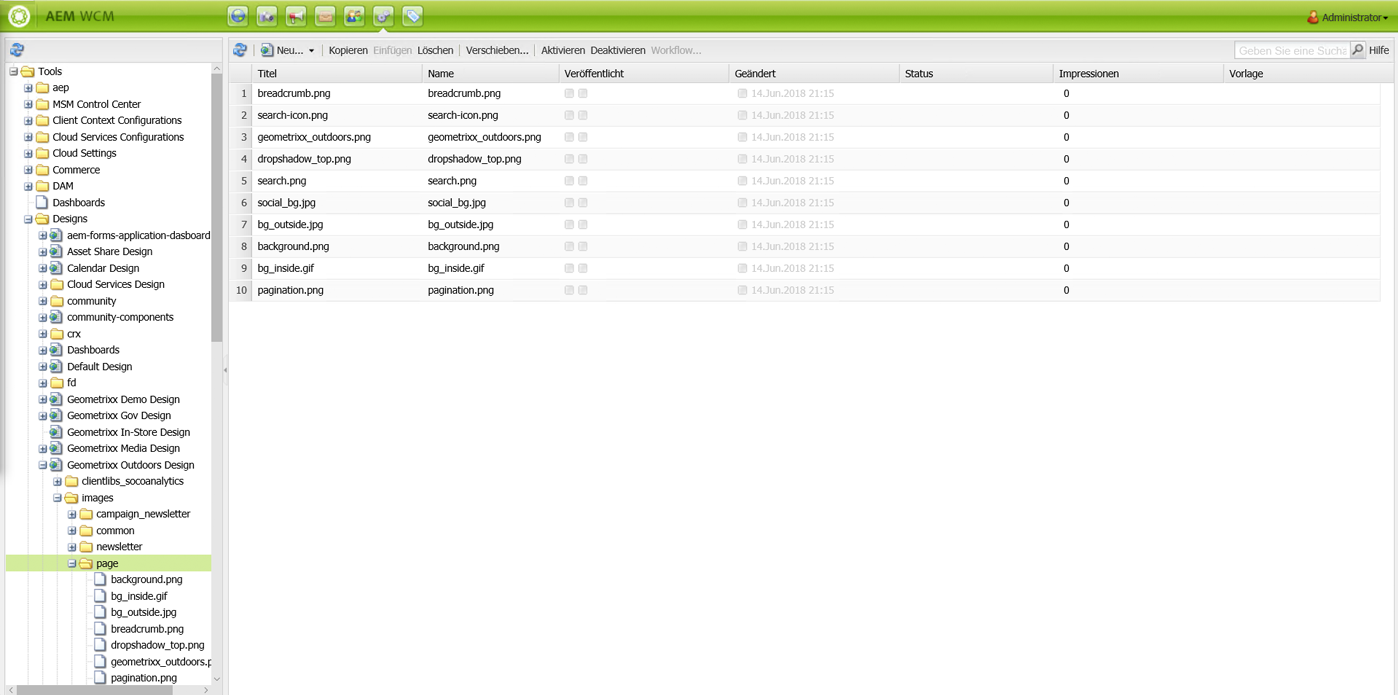 AEM WCM
Administrator
Neu... Kopieren Einfügen Löschen Verschieben... Aktivieren Deaktivieren Workflow... Geben Sie eine Sucha Hilfe
Tools
aep
MSM Control Center
Client Context Configurations
Cloud Services Configurations
Cloud Settings
Commerce
DAM
Dashboards
Designs
aem-forms-application-dasboard
Asset Share Design
Calendar Design
Cloud Services Design
community
community-components
crx
Dashboards
Default Design
fd
Geometrixx Demo Design
Geometrixx Gov Design
Geometrixx In-Store Design
Geometrixx Media Design
Geometrixx Outdoors Design
clientlibs_socoanalytics
images
campaign_newsletter
common
newsletter
page
background.png
bg_inside.gif
bg_outside.jpg
breadcrumb.png
dropshadow_top.png
geometrixx_outdoors.p
pagination.png
Titel Name Veröffentlicht Geändert Status Impressionen Vorlage
1 breadcrumb.png breadcrumb.png 14.Jun.2018 21:15 0
2 search-icon.png search-icon.png 14.Jun.2018 21:15 0
3 geometrixx_outdoors.png geometrixx_outdoors.png 14.Jun.2018 21:15 0
4 dropshadow_top.png dropshadow_top.png 14.Jun.2018 21:15 0
5 search.png search.png 14.Jun.2018 21:15 0
6 social_bg.jpg social_bg.jpg 14.Jun.2018 21:15 0
7 bg_outside.jpg bg_outside.jpg 14.Jun.2018 21:15 0
8 background.png background.png 14.Jun.2018 21:15 0
9 bg_inside.gif bg_inside.gif 14.Jun.2018 21:15 0
10 pagination.png pagination.png 14.Jun.2018 21:15 0